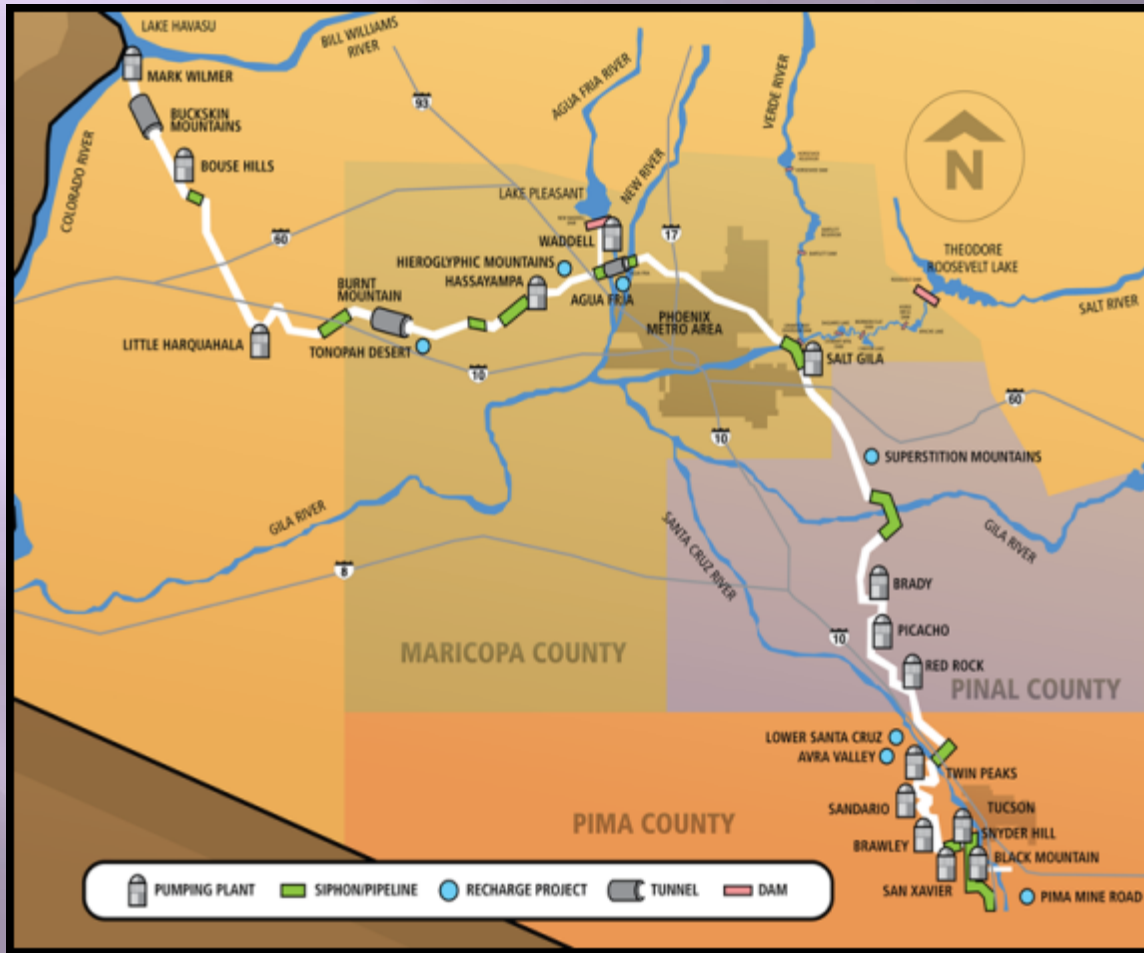 LAKE HAVASU
BILL WILLIAMS
RIVER
MARK WILMER
93
AGUA FRIA RIVER
VERDE RIVER
BUCKSKIN
MOUNTAINS
N
BOUSE HILLS
COLORADO RIVER
NEW RIVER
LAKE PLEASANT
60
WADDELL
17
THEODORE
ROOSEVELT LAKE
HIEROGLYPHIC MOUNTAINS
HASSAYAMPA
BURNT
MOUNTAIN
AGUA FRIA
SALT RIVER
PHOENIX
METRO AREA
LITTLE HARQUAHALA
TONOPAH DESERT
10
SALT GILA
60
10
SUPERSTITION MOUNTAINS
GILA RIVER
SANTA CRUZ RIVER
GILA RIVER
8
BRADY
10
PICACHO
MARICOPA COUNTY
RED ROCK
PINAL COUNTY
LOWER SANTA CRUZ
AVRA VALLEY
TWIN PEAKS
SANDARIO
TUCSON
PIMA COUNTY
SNYDER HILL
BRAWLEY
BLACK MOUNTAIN
SAN XAVIER
PIMA MINE ROAD
PUMPING PLANT
SIPHON/PIPELINE
RECHARGE PROJECT
TUNNEL
DAM